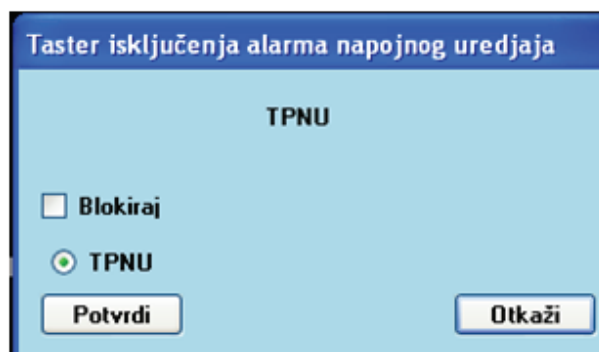 Taster isključenja alarma napojnog uredjaja
TPNU
Blokiraj
TPNU
Potvrdi Otkaži